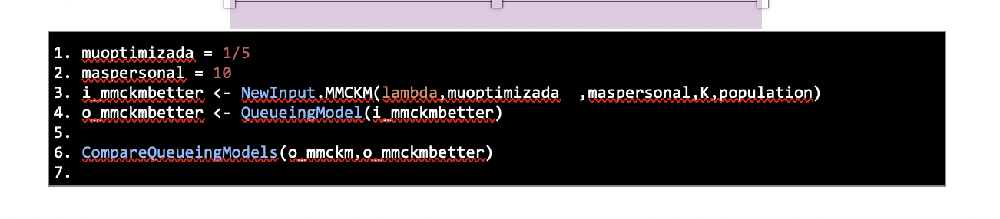 1. muoptimizada = 1/5
2. maspersonal = 10
3. i_mmckmbetter <- NewInput.MMCKM(lambda,muoptimizada  ,maspersonal,K,population)
4. o_mmckmbetter <- QueueingModel(i_mmckmbetter)
5.
6. CompareQueueingModels(o_mmckm,o_mmckmbetter)
7.